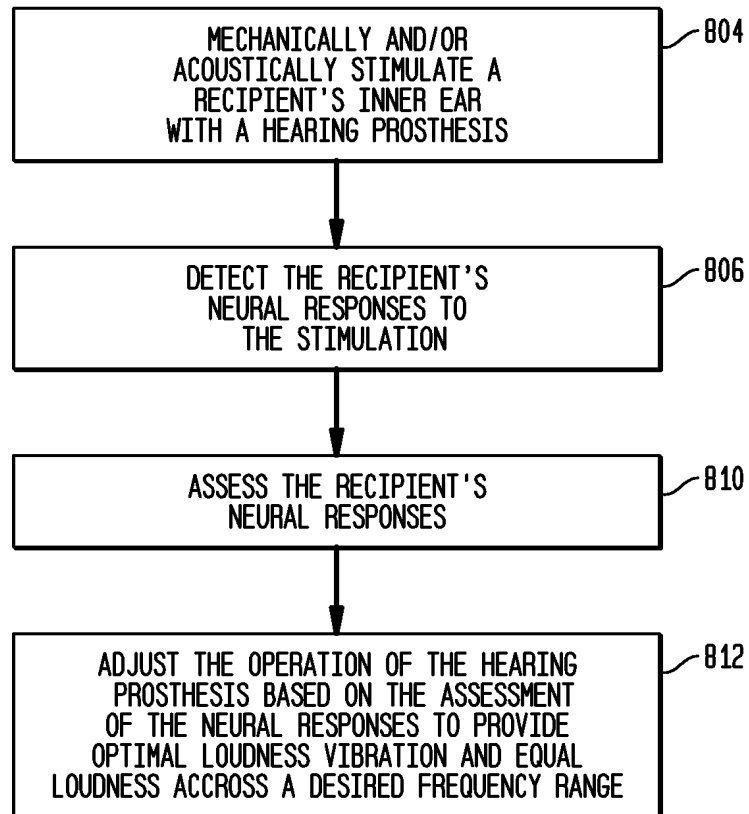 MECHANICALLY AND/OR
ACOUSTICALLY STIMULATE A
RECIPIENT'S INNER EAR
WITH A HEARING PROSTHESIS
804
DETECT THE RECIPIENT'S
NEURAL RESPONSES TO
THE STIMULATION
806
ASSESS THE RECIPIENT'S
NEURAL RESPONSES
810
ADJUST THE OPERATION OF THE HEARING
PROSTHESIS BASED ON THE ASSESSMENT
OF THE NEURAL RESPONSES TO PROVIDE
OPTIMAL LOUDNESS VIBRATION AND EQUAL
LOUDNESS ACCROSS A DESIRED FREQUENCY RANGE
812